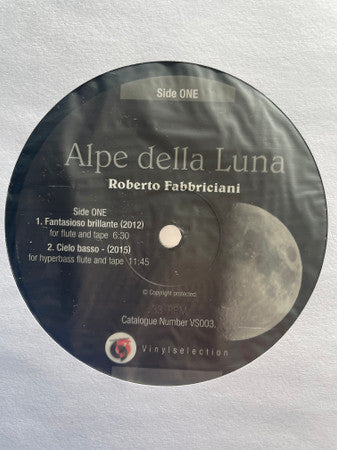 Side ONE
Alpe della Luna
Roberto Fabbriciani
Side ONE
1. Fantasioso brillante (2012)
for flute and tape 6:30
2. Cielo basso - (2015)
for hyperbass flute and tape 11:45
© Copyright protected.
33 RPM
Catalogue Number VS003.
Vinylselection